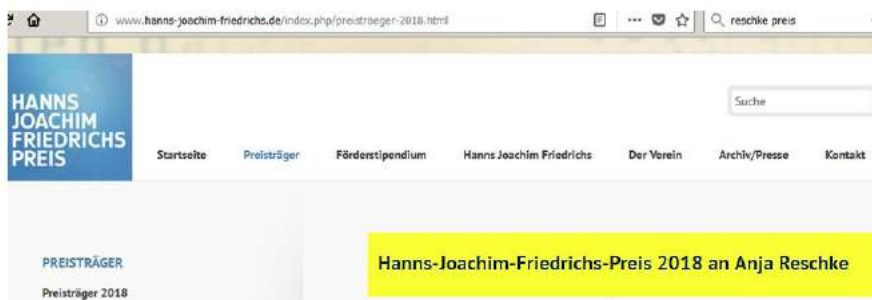 www.hanns-joachim-friedrichs.de/index.php/preistraeger-2018.html
reschke preis
HANNS
JOACHIM
FRIEDRICHS
PREIS
Suche
Startseite Preisträger Förderstipendium Hanns Joachim Friedrichs Der Verein Archiv/Presse Kontakt
PREISTRÄGER
Preisträger 2018
Hanns-Joachim-Friedrichs-Preis 2018 an Anja Reschke